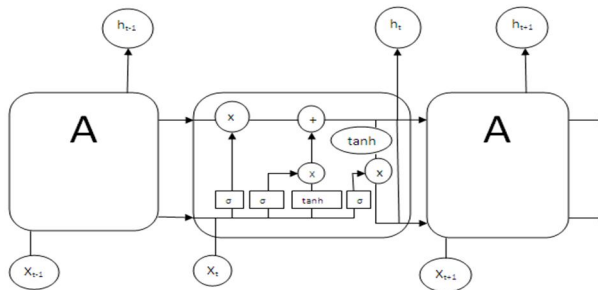 hₜ₋₁
hₜ
hₜ₊₁
A
x
+
A
tanh
x
x
σ
σ
tanh
σ
Xₜ₋₁
Xₜ
Xₜ₊₁